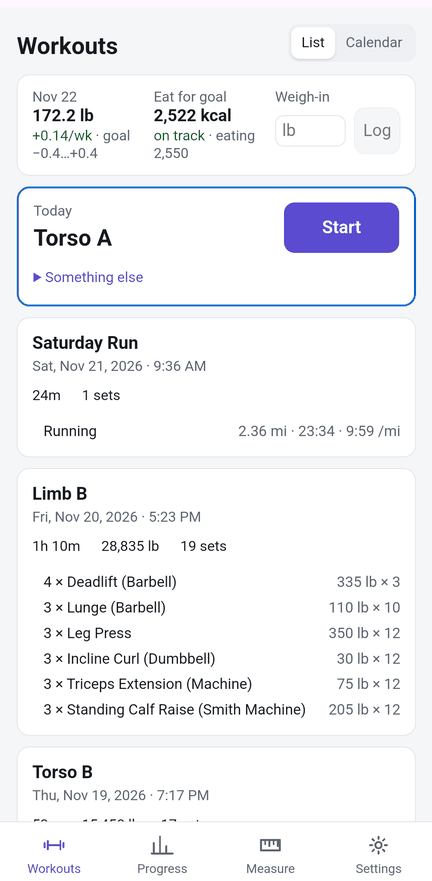 Workouts
List Calendar
Nov 22 Eat for goal Weigh-in
172.2 lb 2,522 kcal
+0.14/wk · goal on track · eating
−0.4…+0.4 2,550
lb Log
Today
Torso A
Start
▶ Something else
Saturday Run
Sat, Nov 21, 2026 · 9:36 AM
24m 1 sets
Running 2.36 mi · 23:34 · 9:59 /mi
Limb B
Fri, Nov 20, 2026 · 5:23 PM
1h 10m 28,835 lb 19 sets
4 × Deadlift (Barbell) 335 lb × 3
3 × Lunge (Barbell) 110 lb × 10
3 × Leg Press 350 lb × 12
3 × Incline Curl (Dumbbell) 30 lb × 12
3 × Triceps Extension (Machine) 75 lb × 12
3 × Standing Calf Raise (Smith Machine) 205 lb × 12
Torso B
Thu, Nov 19, 2026 · 7:17 PM
Workouts Progress Measure Settings